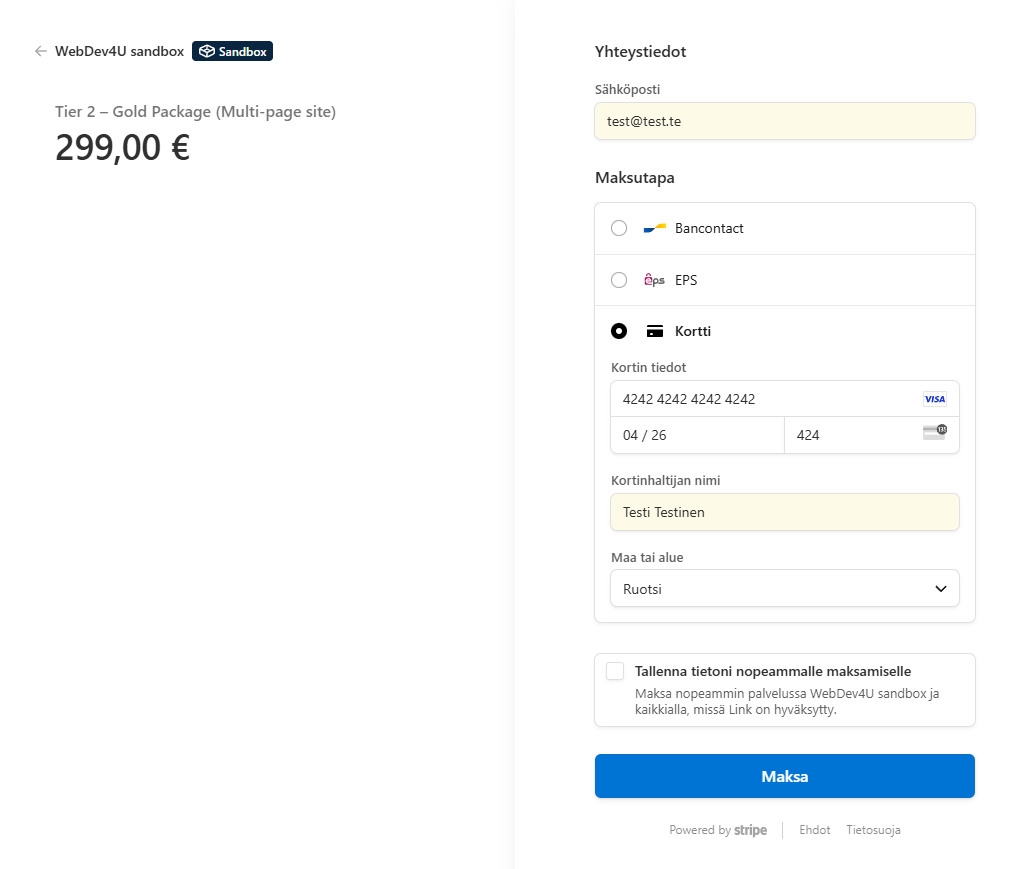 WebDev4U sandbox Sandbox
Tier 2 – Gold Package (Multi-page site)
299,00 €
Yhteystiedot
Sähköposti
test@test.te
Maksutapa
Bancontact
eps EPS
Kortti
Kortin tiedot
4242 4242 4242 4242 VISA
04 / 26 424 135
Kortinhaltijan nimi
Testi Testinen
Maa tai alue
Ruotsi
Tallenna tietoni nopeammalle maksamiselle
Maksa nopeammin palvelussa WebDev4U sandbox ja
kaikkialla, missä Link on hyväksytty.
Maksa
Powered by stripe Ehdot Tietosuoja